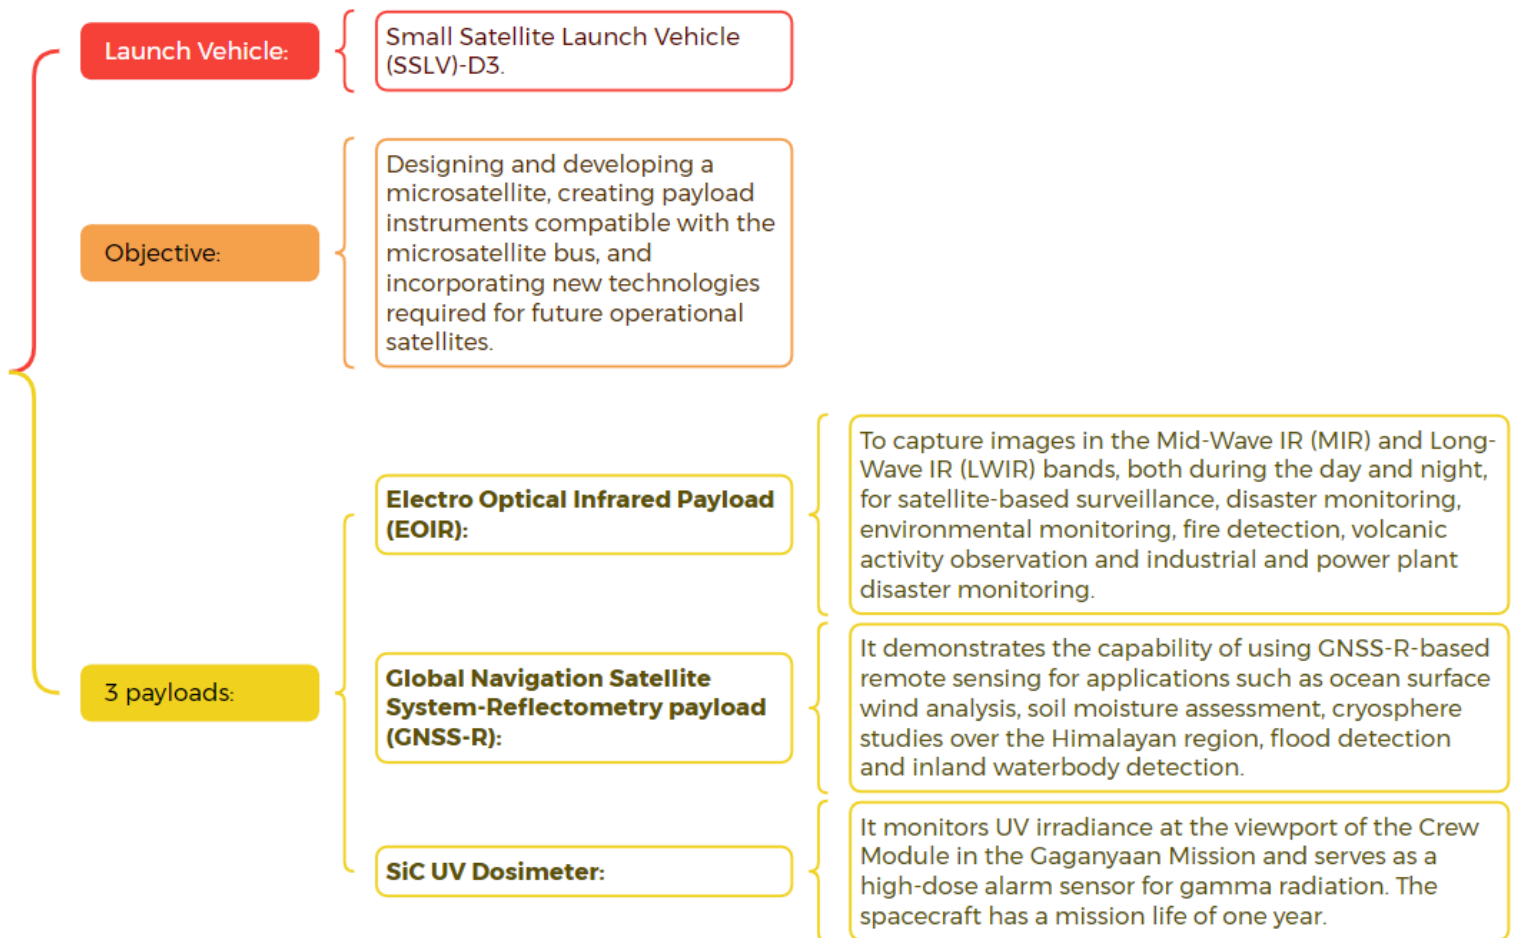 Launch Vehicle:
Small Satellite Launch Vehicle
(SSLV)-D3.
Objective:
Designing and developing a
microsatellite, creating payload
instruments compatible with the
microsatellite bus, and
incorporating new technologies
required for future operational
satellites.
3 payloads:
Electro Optical Infrared Payload
(EOIR):
To capture images in the Mid-Wave IR (MIR) and Long-
Wave IR (LWIR) bands, both during the day and night,
for satellite-based surveillance, disaster monitoring,
environmental monitoring, fire detection, volcanic
activity observation and industrial and power plant
disaster monitoring.
Global Navigation Satellite
System-Reflectometry payload
(GNSS-R):
It demonstrates the capability of using GNSS-R-based
remote sensing for applications such as ocean surface
wind analysis, soil moisture assessment, cryosphere
studies over the Himalayan region, flood detection
and inland waterbody detection.
SiC UV Dosimeter:
It monitors UV irradiance at the viewport of the Crew
Module in the Gaganyaan Mission and serves as a
high-dose alarm sensor for gamma radiation. The
spacecraft has a mission life of one year.